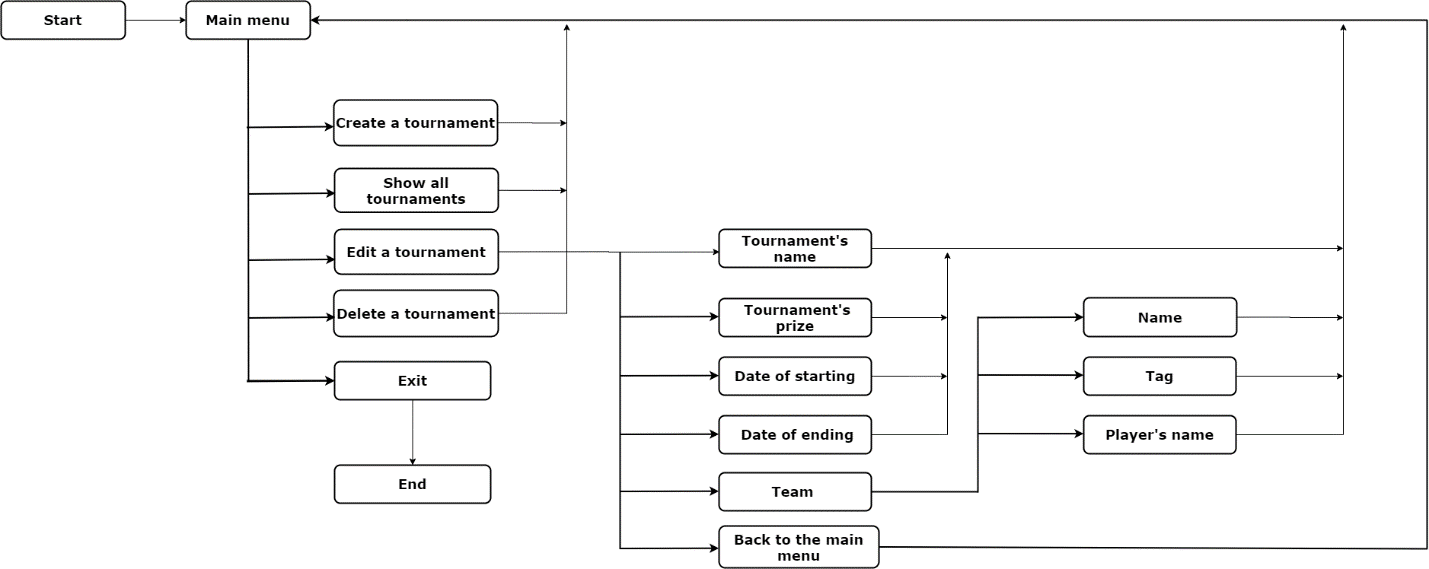 Start
Main menu
Create a tournament
Show all
tournaments
Edit a tournament
Delete a tournament
Exit
End
Tournament's
name
Tournament's
prize
Date of starting
Date of ending
Team
Back to the main
menu
Name
Tag
Player's name